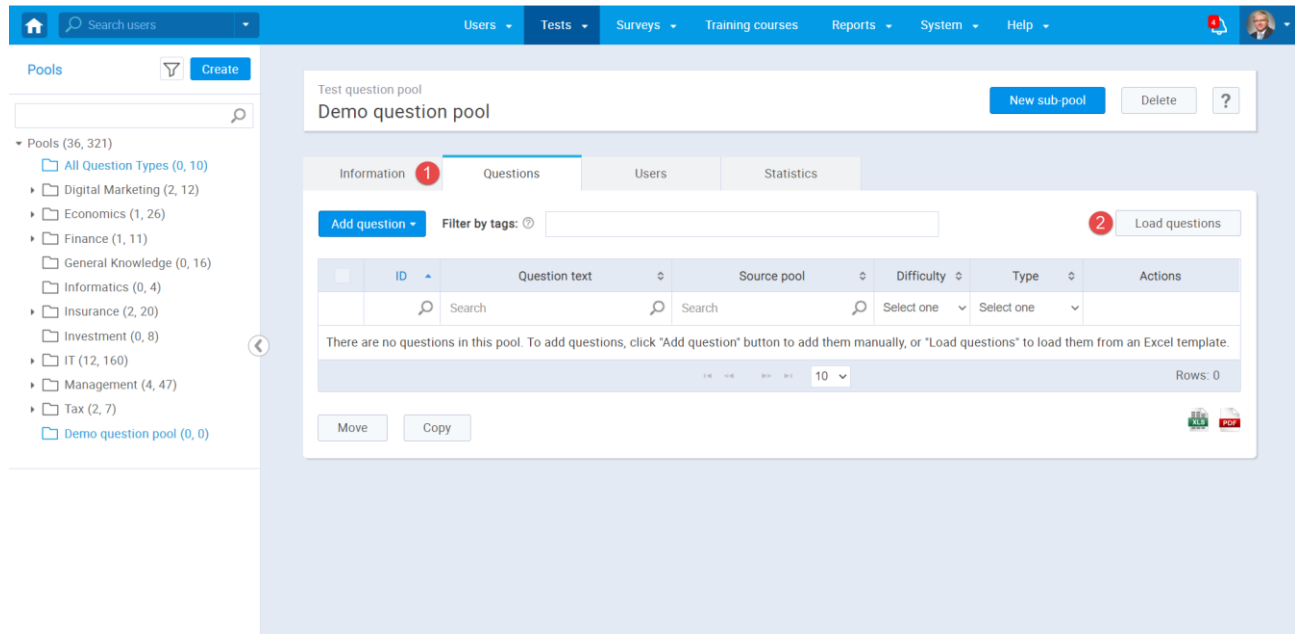 Search users
Users
Tests
Surveys
Training courses
Reports
System
Help
4
Pools
Create
Pools (36, 321)
All Question Types (0, 10)
Digital Marketing (2, 12)
Economics (1, 26)
Finance (1, 11)
General Knowledge (0, 16)
Informatics (0, 4)
Insurance (2, 20)
Investment (0, 8)
IT (12, 160)
Management (4, 47)
Tax (2, 7)
Demo question pool (0, 0)
Test question pool
Demo question pool
New sub-pool
Delete
?
Information
1
Questions
Users
Statistics
Add question
Filter by tags: ?
2
Load questions
ID
Question text
Source pool
Difficulty
Type
Actions
Search
Search
Select one
Select one
There are no questions in this pool. To add questions, click "Add question" button to add them manually, or "Load questions" to load them from an Excel template.
10
Rows: 0
Move
Copy
XLS
PDF